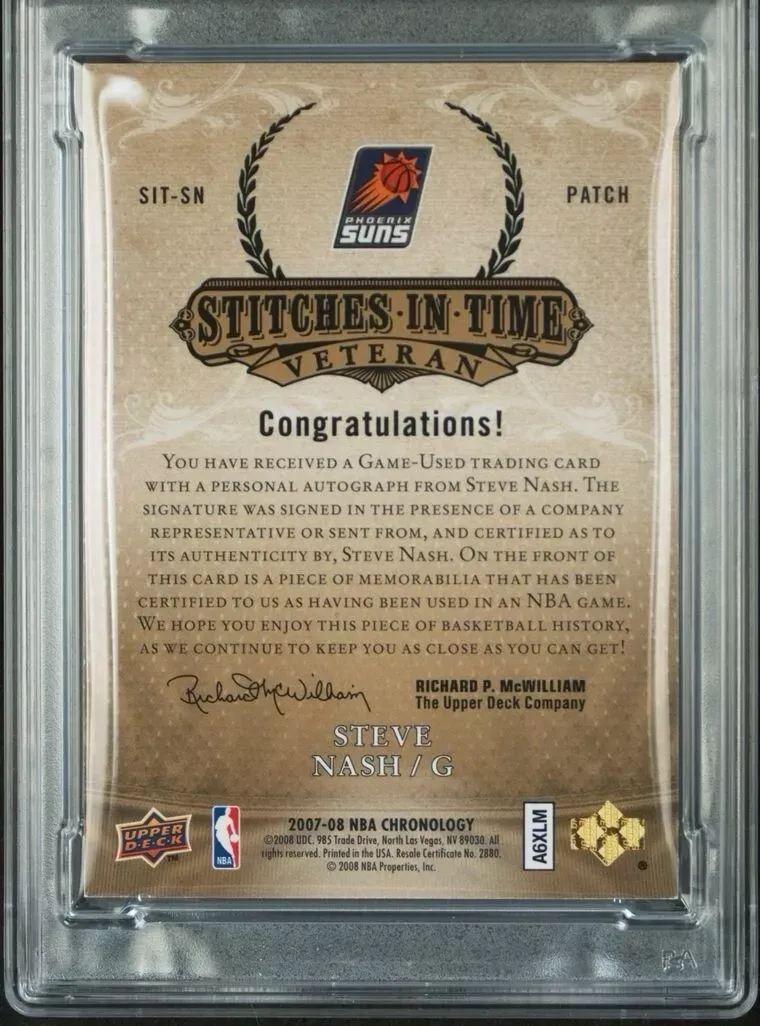 SIT-SN
PATCH
PHOENIX
SUNS
STITCHES·IN·TIME
VETERAN
Congratulations!
You have received a Game-Used trading card
with a personal autograph from Steve Nash. The
signature was signed in the presence of a company
representative or sent from, and certified as to
its authenticity by, Steve Nash. On the front of
this card is a piece of memorabilia that has been
certified to us as having been used in an NBA game.
We hope you enjoy this piece of basketball history,
as we continue to keep you as close as you can get!
Richard McWilliam
RICHARD P. McWILLIAM
The Upper Deck Company
STEVE
NASH / G
UPPER
D·E·C·K
TM
NBA
2007-08 NBA CHRONOLOGY
©2008 UDC. 985 Trade Drive, North Las Vegas, NV 89030. All
rights reserved. Printed in the USA. Resale Certificate No. 2880.
© 2008 NBA Properties, Inc.
A6XLM
®
PSA